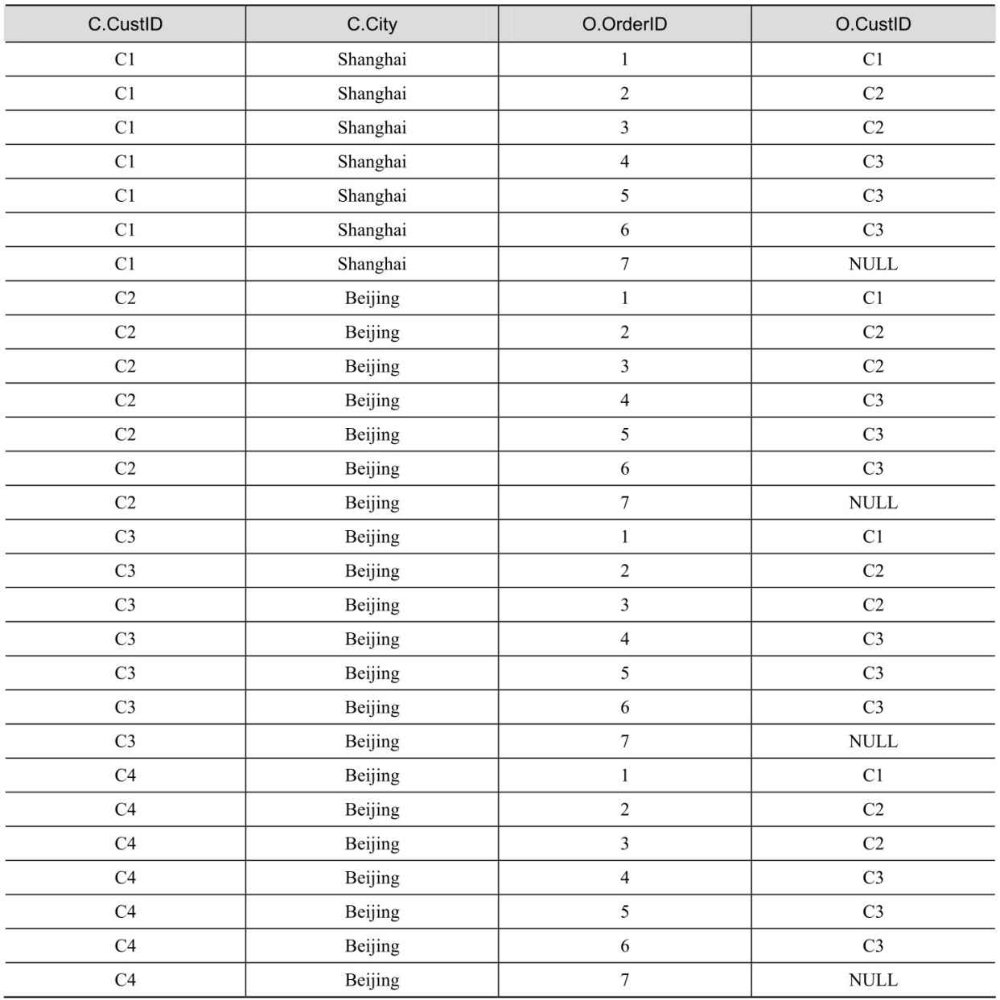 C.CustID C.City O.OrderID O.CustID
C1 Shanghai 1 C1
C1 Shanghai 2 C2
C1 Shanghai 3 C2
C1 Shanghai 4 C3
C1 Shanghai 5 C3
C1 Shanghai 6 C3
C1 Shanghai 7 NULL
C2 Beijing 1 C1
C2 Beijing 2 C2
C2 Beijing 3 C2
C2 Beijing 4 C3
C2 Beijing 5 C3
C2 Beijing 6 C3
C2 Beijing 7 NULL
C3 Beijing 1 C1
C3 Beijing 2 C2
C3 Beijing 3 C2
C3 Beijing 4 C3
C3 Beijing 5 C3
C3 Beijing 6 C3
C3 Beijing 7 NULL
C4 Beijing 1 C1
C4 Beijing 2 C2
C4 Beijing 3 C2
C4 Beijing 4 C3
C4 Beijing 5 C3
C4 Beijing 6 C3
C4 Beijing 7 NULL